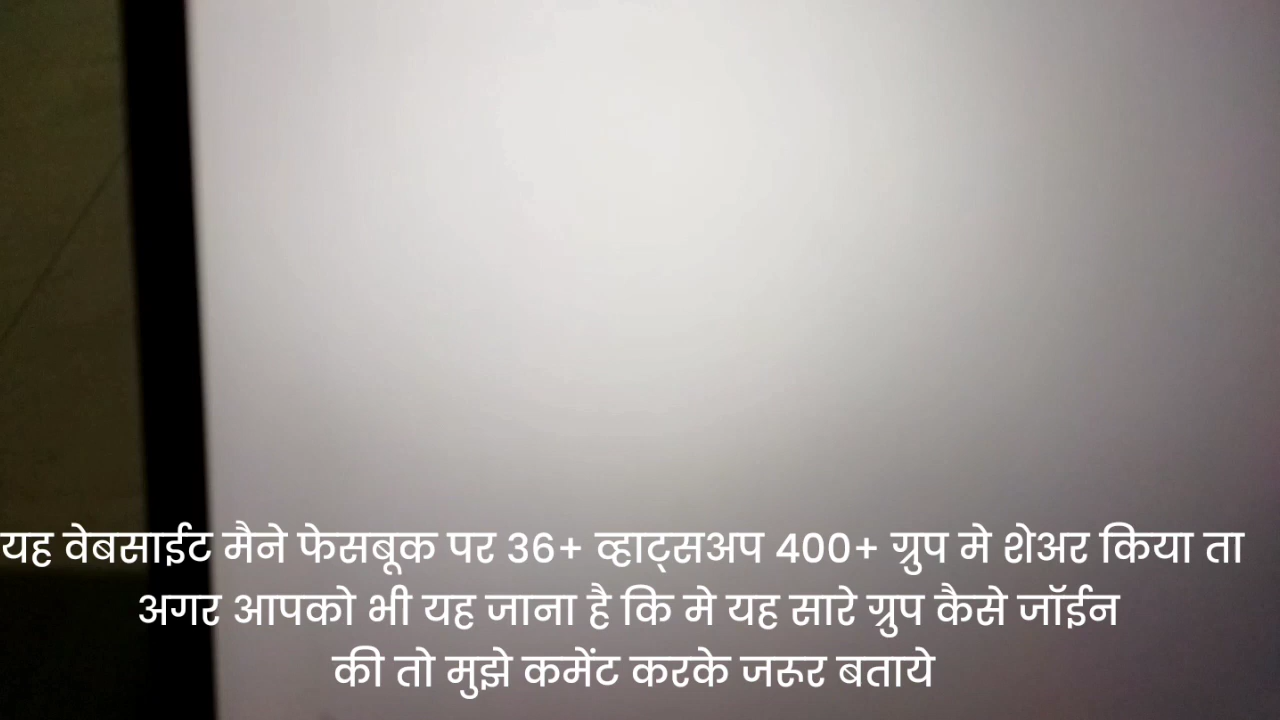 यह वेबसाईट मैने फेसबूक पर 36+ व्हाट्सअप 400+ ग्रुप मे शेअर किया ता
अगर आपको भी यह जाना है कि मे यह सारे ग्रुप कैसे जॉईन
की तो मुझे कमेंट करके जरूर बताये